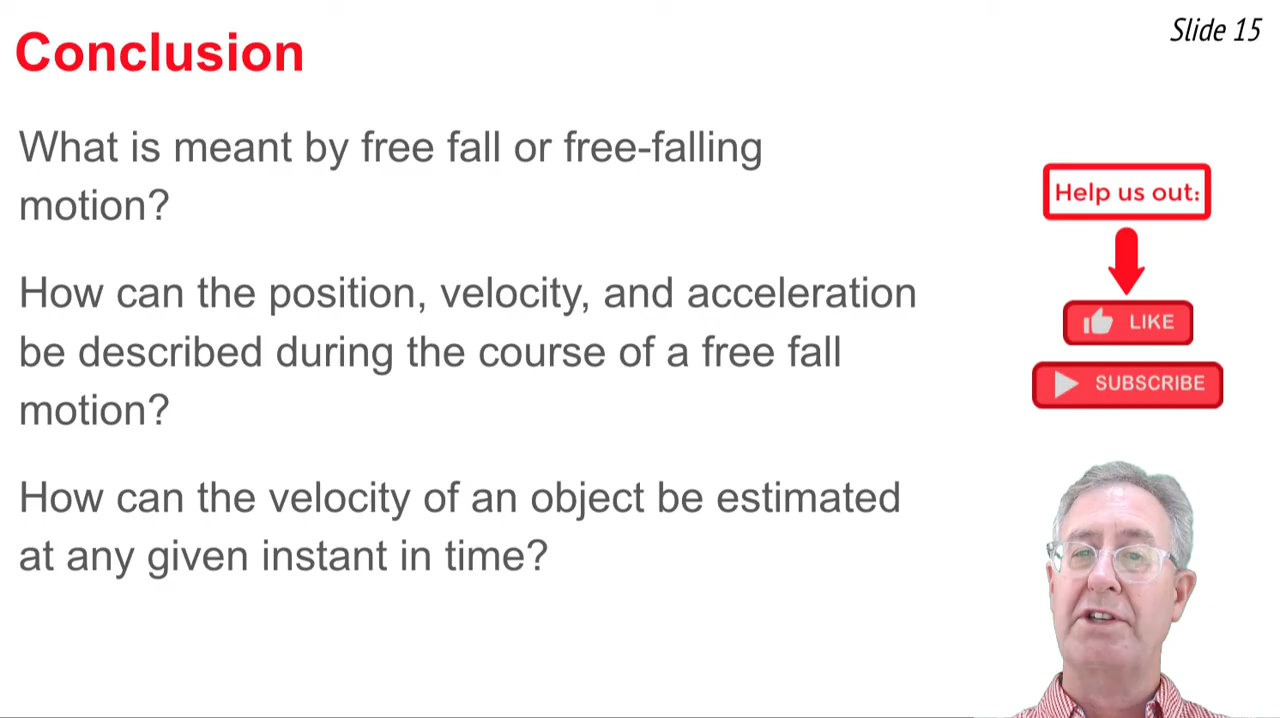 Slide 15
Conclusion
What is meant by free fall or free-falling
motion?
How can the position, velocity, and acceleration
be described during the course of a free fall
motion?
How can the velocity of an object be estimated
at any given instant in time?
Help us out:
LIKE
SUBSCRIBE